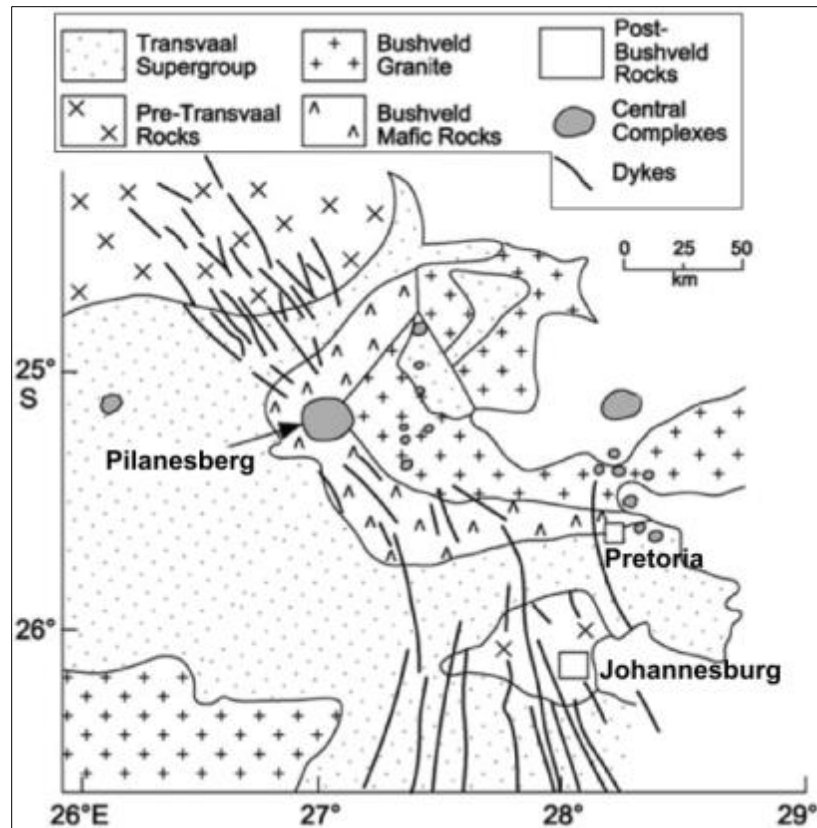 Transvaal
Supergroup
Bushveld
Granite
Post-
Bushveld
Rocks
Pre-Transvaal
Rocks
Bushveld
Mafic Rocks
Central
Complexes
Dykes
0 25 50
km
25°
S
Pilanesberg
Pretoria
26°
Johannesburg
26°E 27° 28° 29°